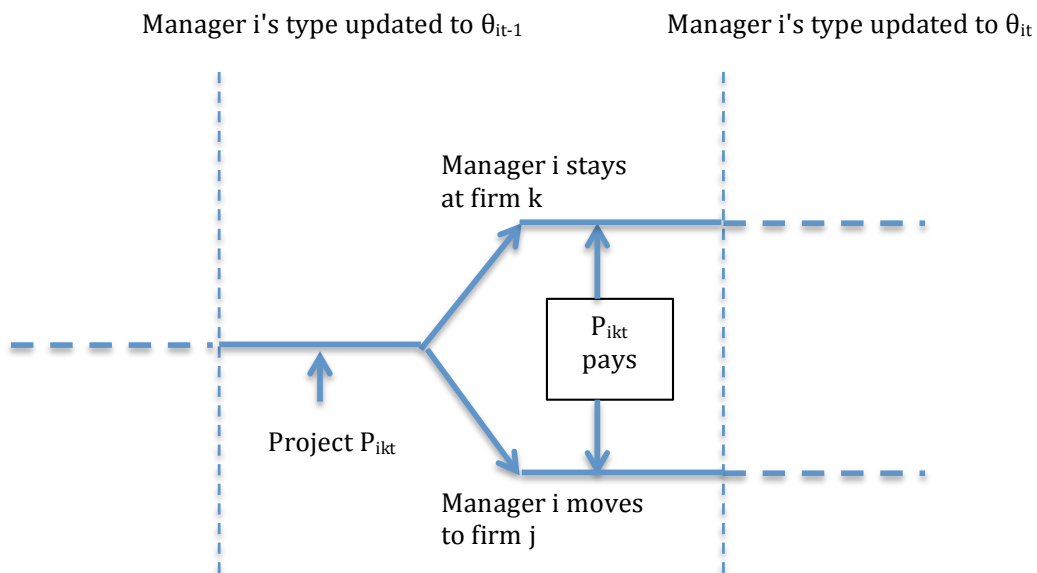 Manager i's type updated to θit-1
Manager i's type updated to θit
Manager i stays
at firm k
Pikt
pays
Project Pikt
Manager i moves
to firm j